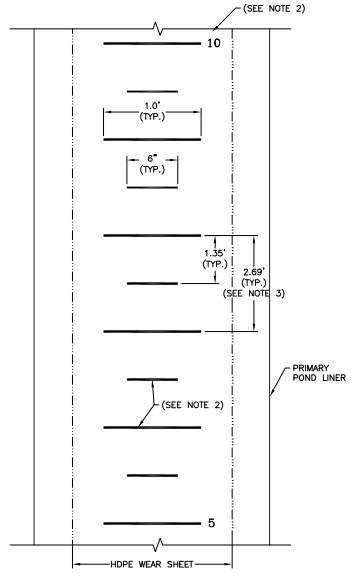 (SEE NOTE 2)
10
1.0'
(TYP.)
6"
(TYP.)
1.35'
(TYP.)
2.69'
(TYP.)
(SEE NOTE 3)
PRIMARY
POND LINER
(SEE NOTE 2)
5
HDPE WEAR SHEET